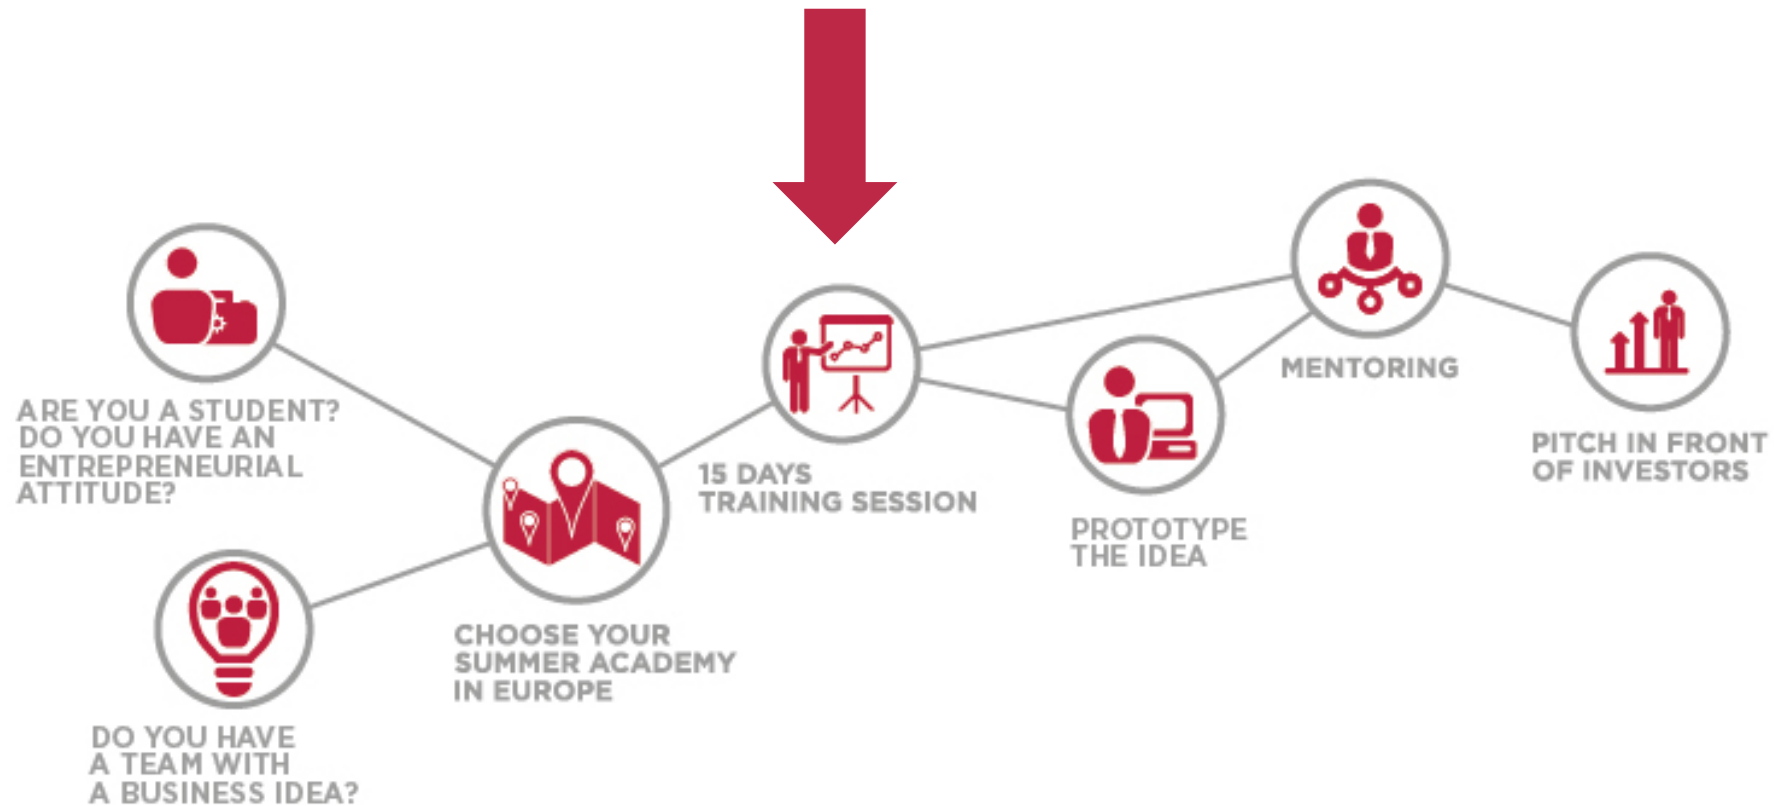 ARE YOU A STUDENT?
DO YOU HAVE AN
ENTREPRENEURIAL
ATTITUDE?
DO YOU HAVE
A TEAM WITH
A BUSINESS IDEA?
CHOOSE YOUR
SUMMER ACADEMY
IN EUROPE
15 DAYS
TRAINING SESSION
PROTOTYPE
THE IDEA
MENTORING
PITCH IN FRONT
OF INVESTORS